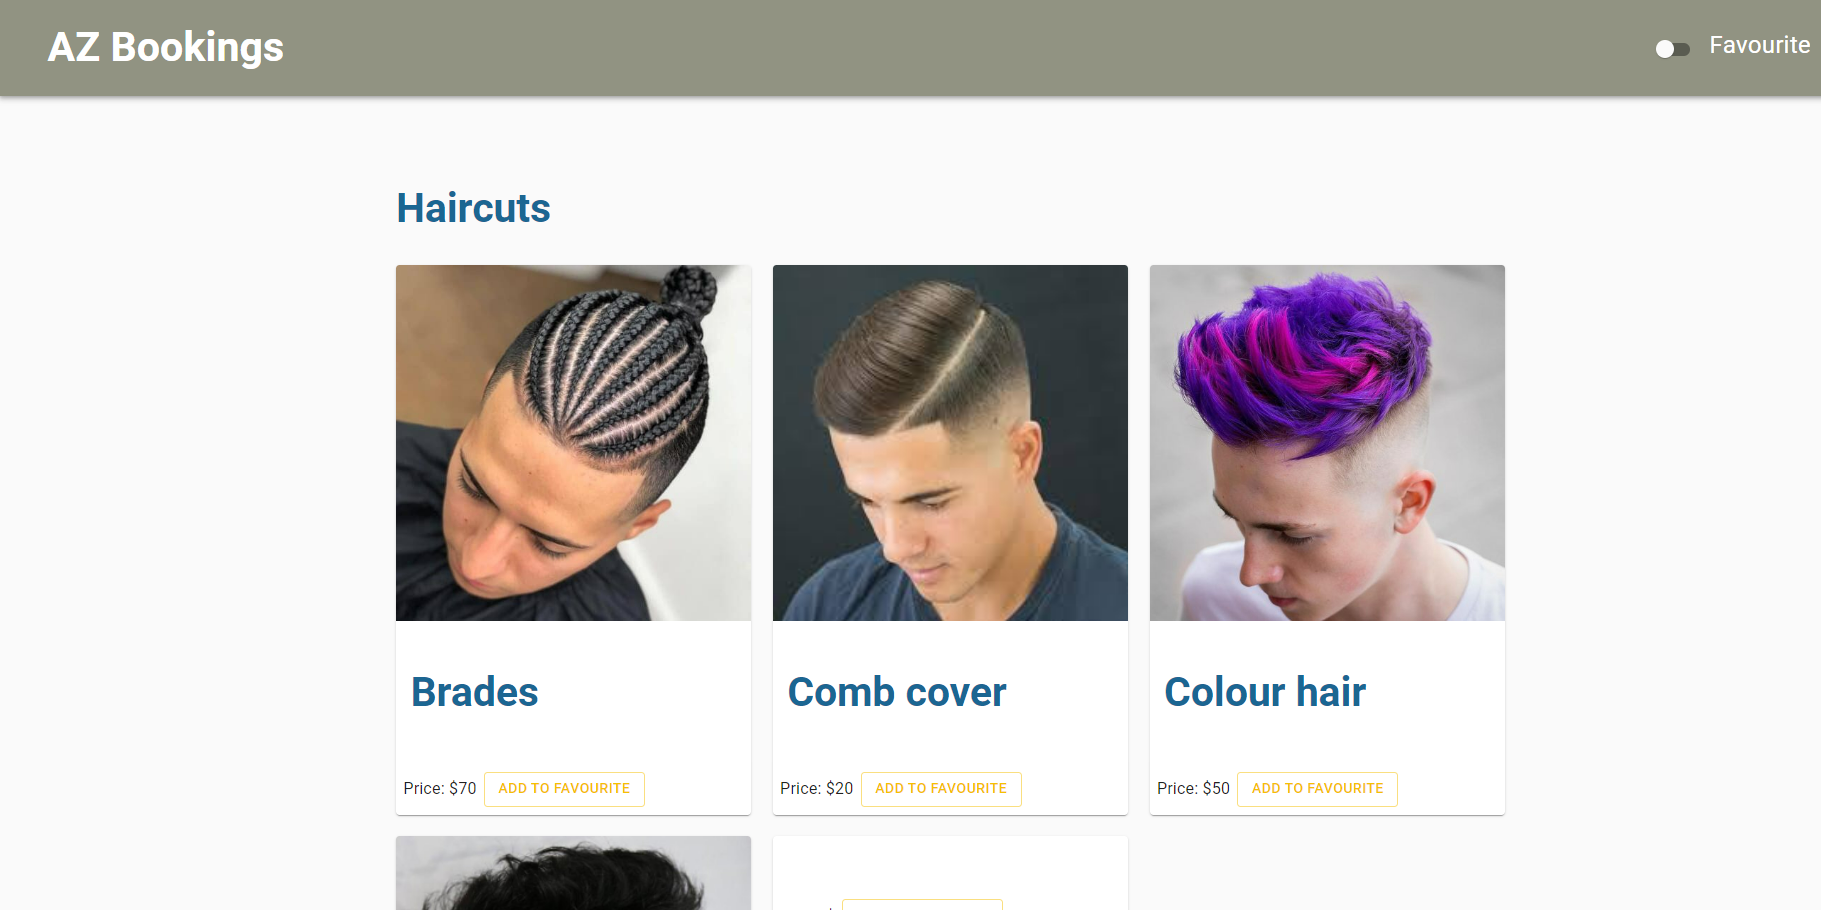 AZ Bookings
Favourite
Haircuts
Brades
Comb cover
Colour hair
Price: $70 ADD TO FAVOURITE
Price: $20 ADD TO FAVOURITE
Price: $50 ADD TO FAVOURITE